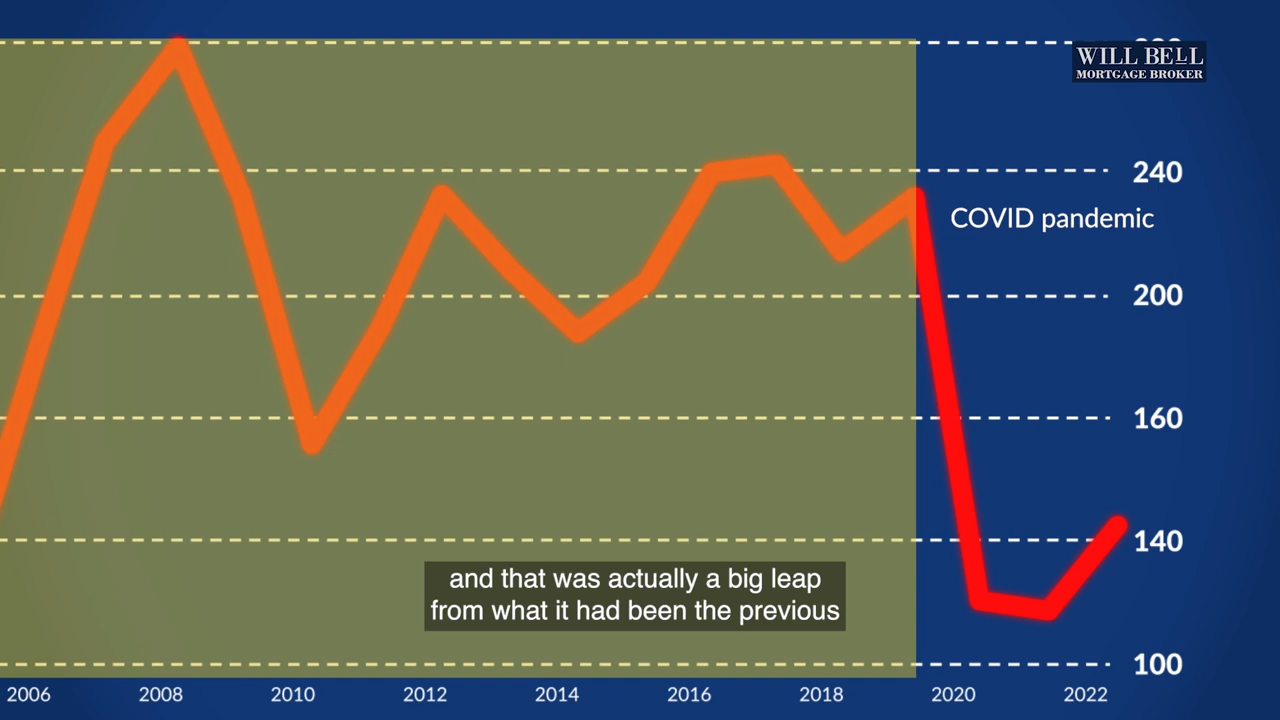 WILL BELL
MORTGAGE BROKER
240
COVID pandemic
200
160
140
and that was actually a big leap
from what it had been the previous
100
2006 2008 2010 2012 2014 2016 2018 2020 2022